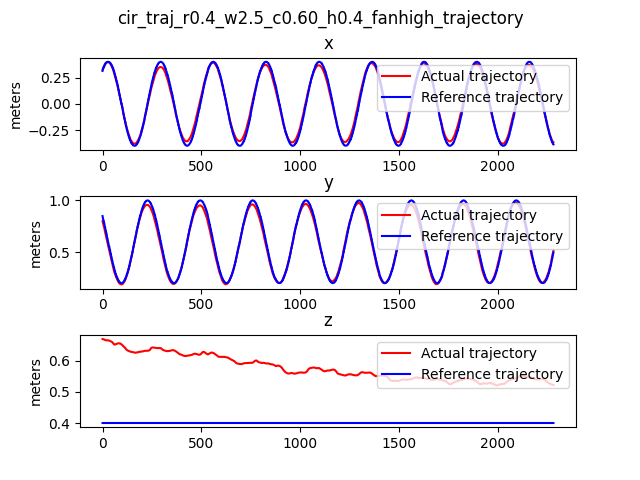 cir_traj_r0.4_w2.5_c0.60_h0.4_fanhigh_trajectory
x
meters
0.25
0.00
−0.25
Actual trajectory
Reference trajectory
0 500 1000 1500 2000
y
meters
1.0
0.5
Actual trajectory
Reference trajectory
0 500 1000 1500 2000
z
meters
0.6
0.5
0.4
Actual trajectory
Reference trajectory
0 500 1000 1500 2000